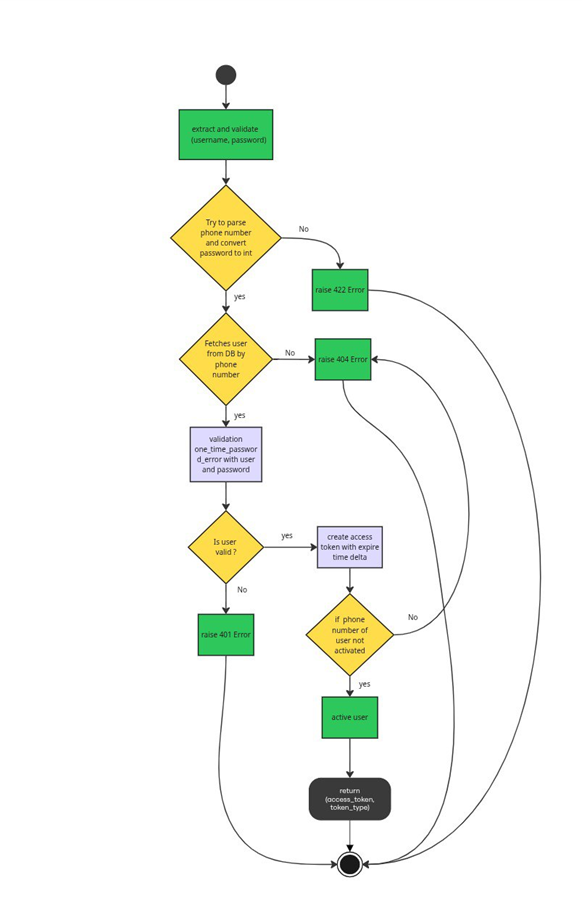 extract and validate
(username, password)
Try to parse
phone number
and convert
password to int
No
raise 422 Error
yes
Fetches user
from DB by
phone
number
No
raise 404 Error
yes
validation
one_time_passwor
d_error with user
and password
Is user
valid ?
yes
create access
token with expire
time delta
No
raise 401 Error
if phone
number of
user not
activated
No
yes
active user
return
(access_token,
token_type)